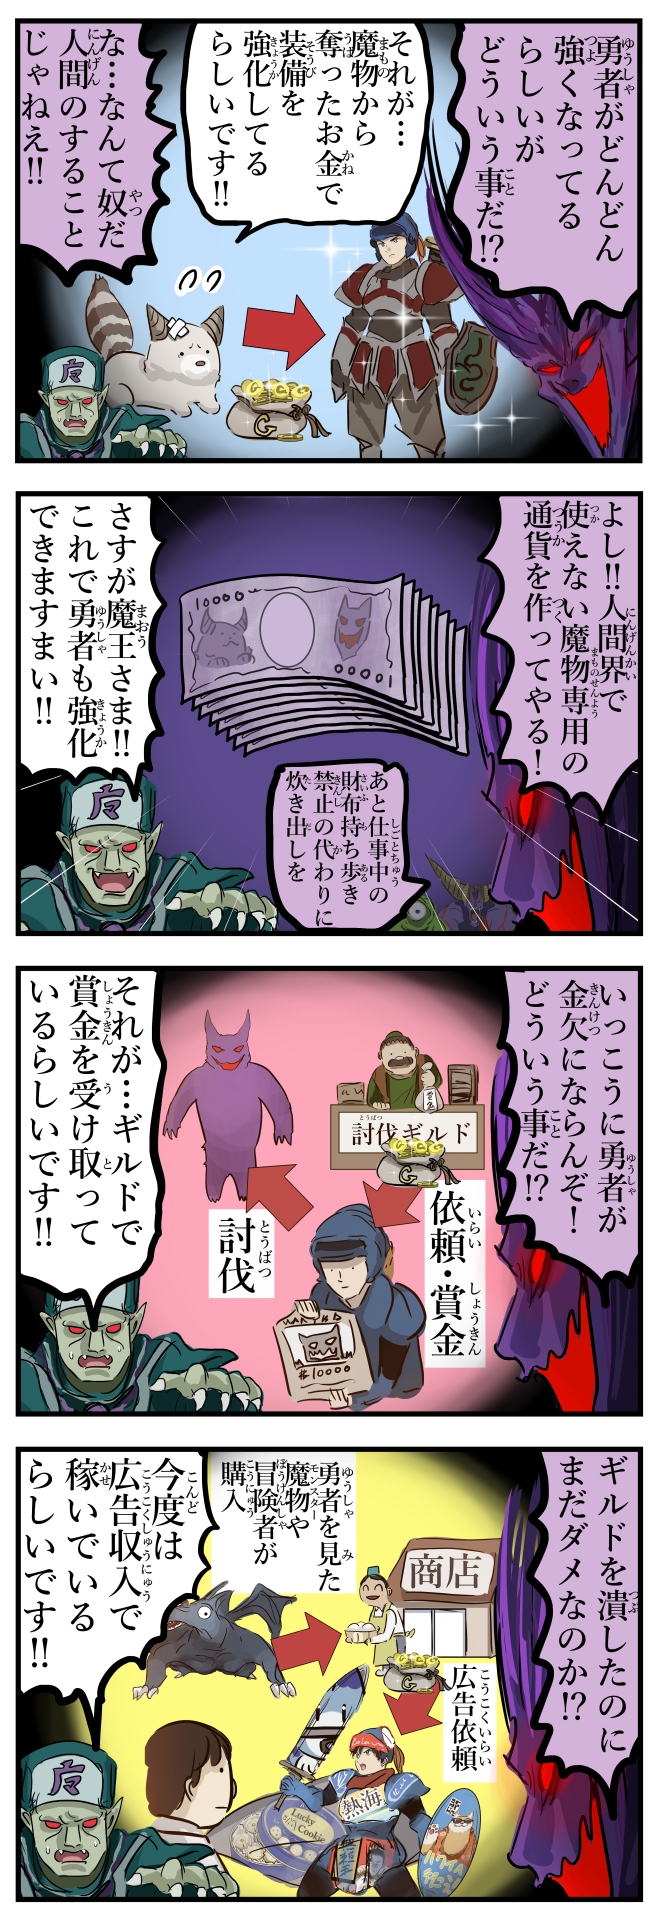 勇者がどんどん
強くなってる
らしいが
どういう事だ!?
それが…
魔物から
奪ったお金で
装備を
強化してる
らしいです!!
な…なんて奴だ
人間のすること
じゃねえ!!
G
よし!!人間界で
使えない魔物専用の
通貨を作ってやる!
10000
あと仕事中の
財布持ち歩き
禁止の代わりに
炊き出しを
さすが魔王さま!!
これで勇者も強化
できますまい!!
いっこうに勇者が
金欠にならんぞ!
どういう事だ!?
討伐ギルド
G
依頼・賞金
討伐
10000
それが…ギルドで
賞金を受け取って
いるらしいです!!
ギルドを潰したのに
まだダメなのか!?
勇者を見た
魔物や
冒険者が
購入
商店
G
広告依頼
熱海
Lucky
Cookie
今度は
広告収入で
稼いでいる
らしいです!!